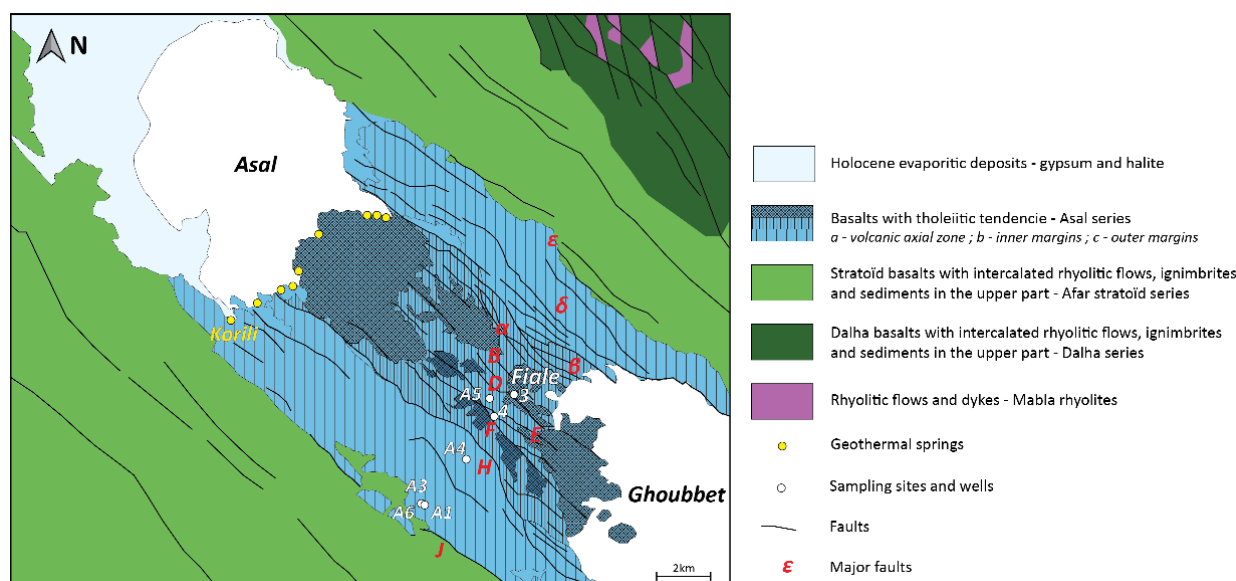 N
Asal
Korili
ε
δ
α
B
β
D
Fiale
A5
3
4
F
E
A4
H
A3
A6
A1
J
Ghoubbet
2km
Holocene evaporitic deposits - gypsum and halite
Basalts with tholeiitic tendencie - Asal series
a - volcanic axial zone ; b - inner margins ; c - outer margins
Stratoïd basalts with intercalated rhyolitic flows, ignimbrites
and sediments in the upper part - Afar stratoïd series
Dalha basalts with intercalated rhyolitic flows, ignimbrites
and sediments in the upper part - Dalha series
Rhyolitic flows and dykes - Mabla rhyolites
Geothermal springs
Sampling sites and wells
Faults
ε
Major faults